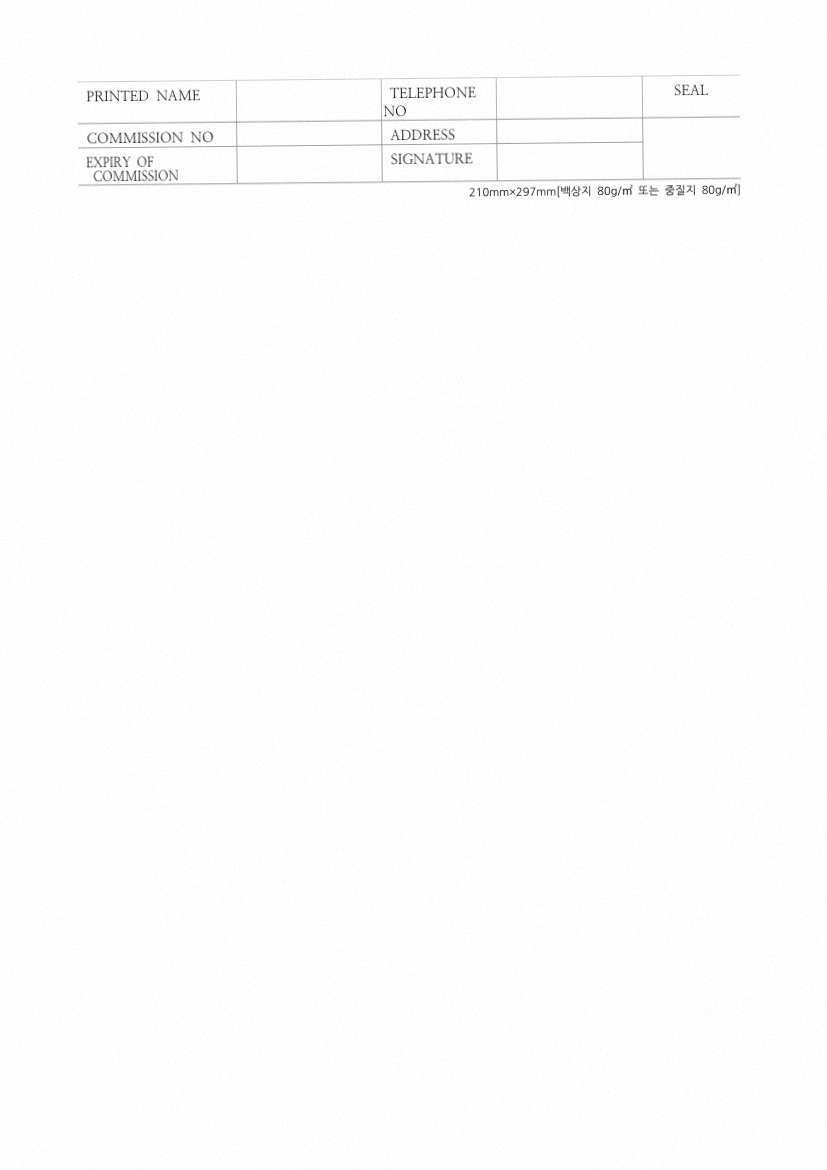 PRINTED NAME
TELEPHONE
NO
SEAL
COMMISSION NO
ADDRESS
EXPIRY OF
COMMISSION
SIGNATURE
210mm×297mm[백상지 80g/㎡ 또는 중질지 80g/㎡]